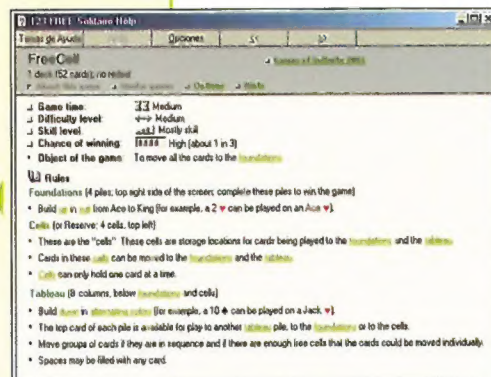 123 FREE Solitaire Help
Temas de Ayuda Opciones << >>
FreeCell
1 deck (52 cards); no redeal
Game time: Medium
Difficulty level: Medium
Skill level: Mostly skill
Chance of winning: High (about 1 in 3)
• Object of the game: To move all the cards to the foundations
Rules
Foundations (4 piles; top right side of the screen; complete these piles to win the game)
• Build up in suit from Ace to King (for example, a 2 ♥ can be played on an Ace ♥).
Cells (or Reserve: 4 cells, top left)
• These are the "cells". These cells are storage locations for cards being played to the foundations and the tableau.
• Cards in these cells can be moved to the foundations and the tableau.
• Cells can only hold one card at a time.
Tableau (8 columns, below foundations and cells)
• Build down in alternating colors (for example, a 10 ♠ can be played on a Jack ♥).
• The top card of each pile is available for play to another tableau pile, to the foundations or to the cells.
• Move groups of cards if they are in sequence and if there are enough free cells that the cards could be moved individually.
• Spaces may be filled with any card.